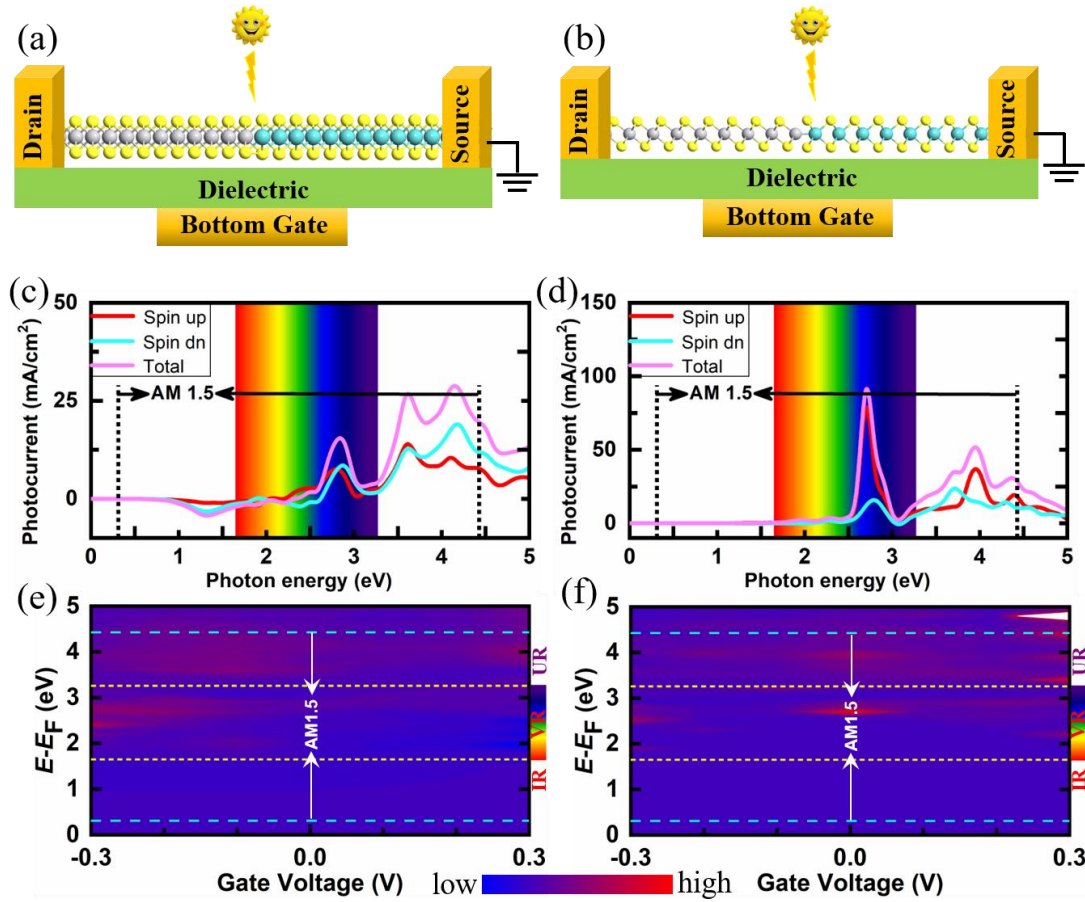 (a)
Drain
Source
Dielectric
Bottom Gate
(b)
Drain
Source
Dielectric
Bottom Gate
(c)
50
25
0
Photocurrent (mA/cm²)
Spin up
Spin dn
Total
AM 1.5
0 1 2 3 4 5
Photon energy (eV)
(d)
150
100
50
0
Photocurrent (mA/cm²)
Spin up
Spin dn
Total
AM 1.5
0 1 2 3 4 5
Photon energy (eV)
(e)
5
4
3
2
1
0
E-EF (eV)
AM1.5
UR
VR
IR
-0.3 0.0 0.3
Gate Voltage (V)
(f)
5
4
3
2
1
0
E-EF (eV)
AM1.5
UR
VR
IR
-0.3 0.0 0.3
Gate Voltage (V)
low high